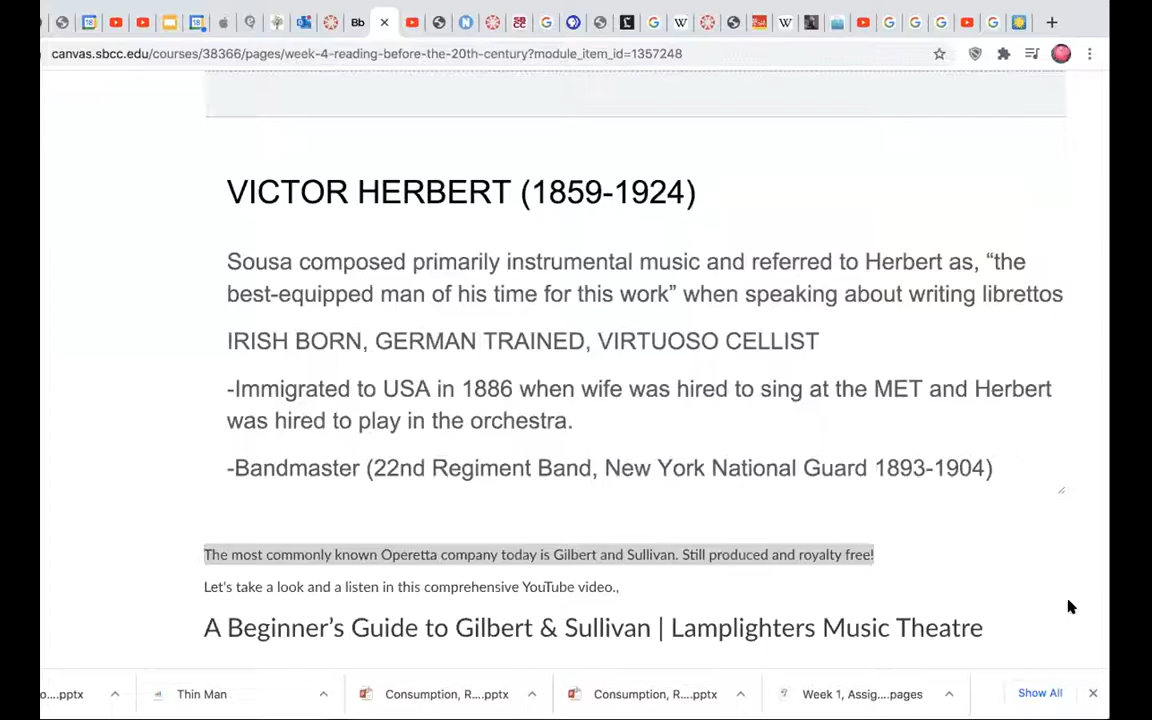 Bb
canvas.sbcc.edu/courses/38366/pages/week-4-reading-before-the-20th-century?module_item_id=1357248
VICTOR HERBERT (1859-1924)
Sousa composed primarily instrumental music and referred to Herbert as, “the
best-equipped man of his time for this work” when speaking about writing librettos
IRISH BORN, GERMAN TRAINED, VIRTUOSO CELLIST
-Immigrated to USA in 1886 when wife was hired to sing at the MET and Herbert
was hired to play in the orchestra.
-Bandmaster (22nd Regiment Band, New York National Guard 1893-1904)
The most commonly known Operetta company today is Gilbert and Sullivan. Still produced and royalty free!
Let's take a look and a listen in this comprehensive YouTube video.,
A Beginner’s Guide to Gilbert & Sullivan | Lamplighters Music Theatre
o....pptx Thin Man Consumption, R....pptx Consumption, R....pptx Week 1, Assig....pages Show All